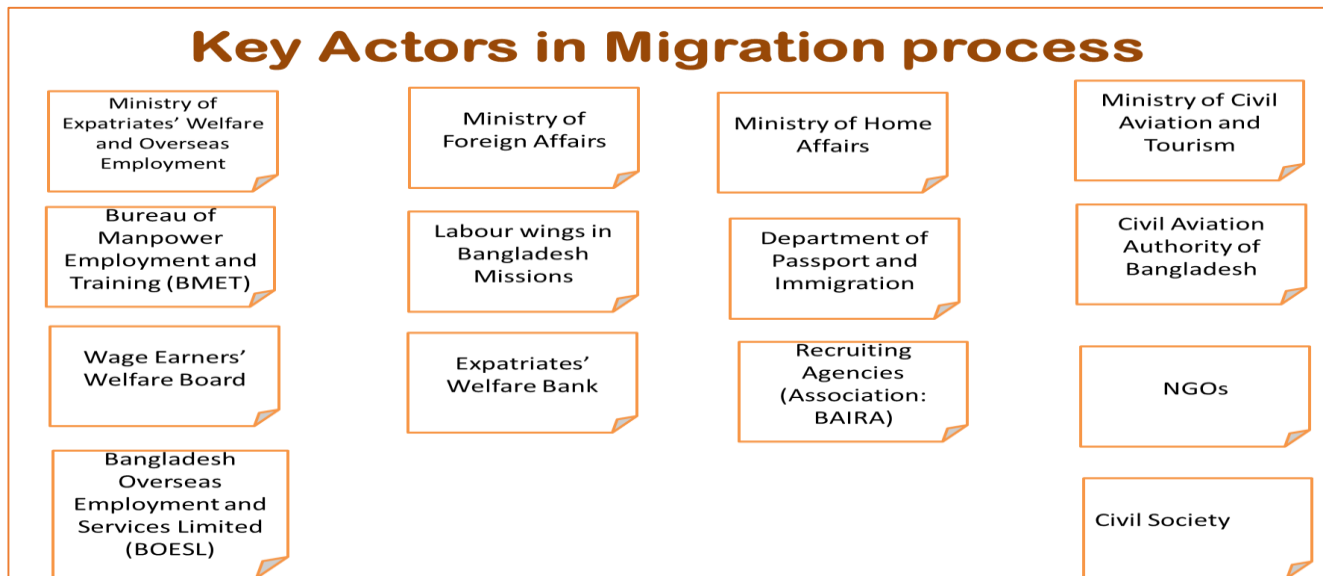 Key Actors in Migration process
Ministry of
Expatriates’ Welfare
and Overseas
Employment
Ministry of
Foreign Affairs
Ministry of Home
Affairs
Ministry of Civil
Aviation and
Tourism
Bureau of
Manpower
Employment and
Training (BMET)
Labour wings in
Bangladesh
Missions
Department of
Passport and
Immigration
Civil Aviation
Authority of
Bangladesh
Wage Earners’
Welfare Board
Expatriates’
Welfare Bank
Recruiting
Agencies
(Association:
BAIRA)
NGOs
Bangladesh
Overseas
Employment and
Services Limited
(BOESL)
Civil Society